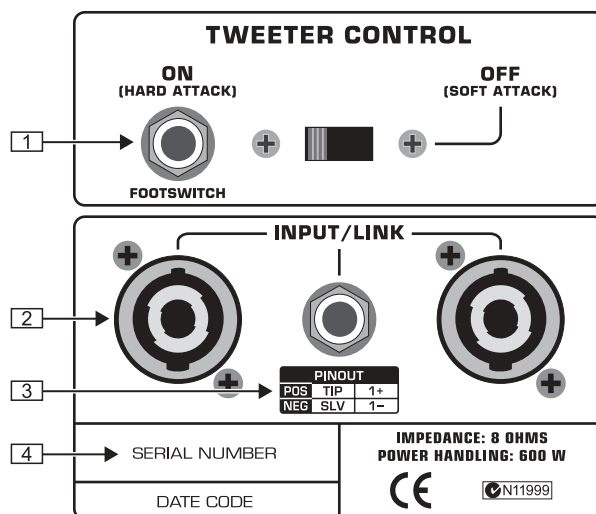 TWEETER CONTROL
ON
(HARD ATTACK)
OFF
(SOFT ATTACK)
1
FOOTSWITCH
INPUT/LINK
2
3
PINOUT
POS TIP 1+
NEG SLV 1–
4
SERIAL NUMBER
DATE CODE
IMPEDANCE: 8 OHMS
POWER HANDLING: 600 W
CE
N11999